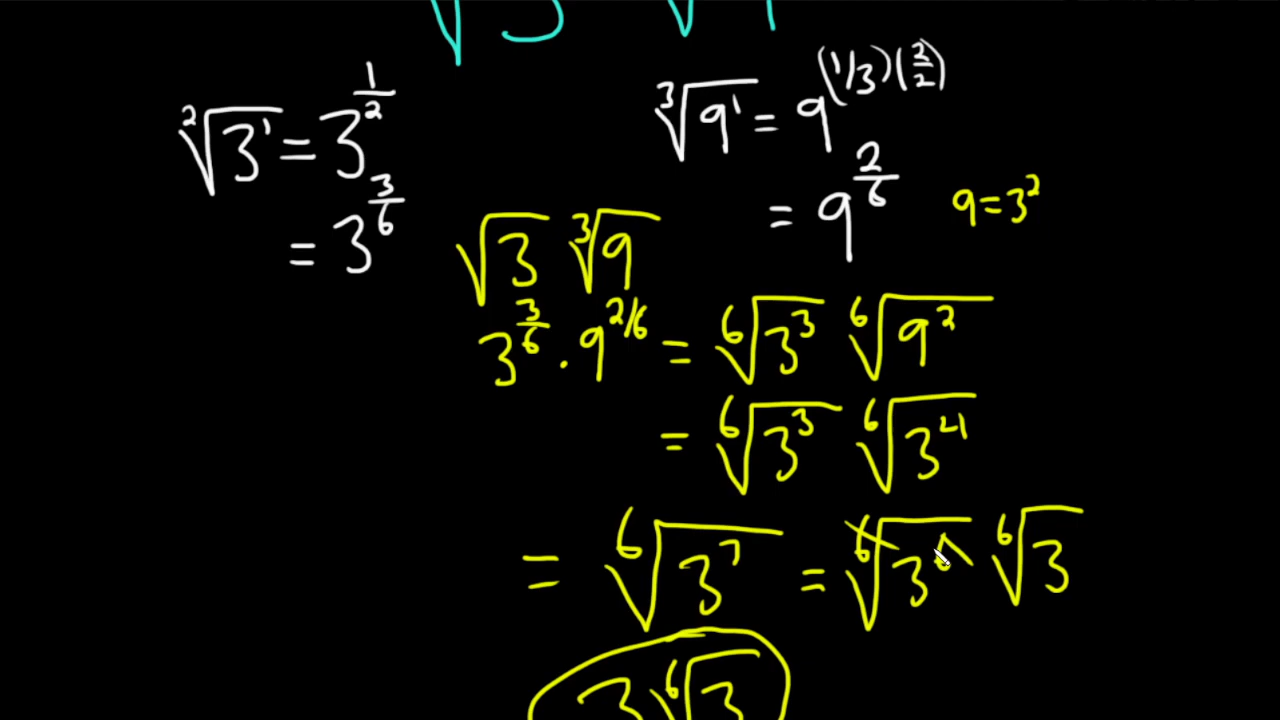 ²√3¹ = 3^(1/2)
= 3^(3/6)
³√9¹ = 9^((1/3)(2/2))
= 9^(2/6) 9=3²
√3 ³√9
3^(3/6) · 9^(2/6) = ⁶√3³ ⁶√9²
= ⁶√3³ ⁶√3⁴
= ⁶√3⁷ = ⁶√3⁶ ⁶√3
3 ⁶√3